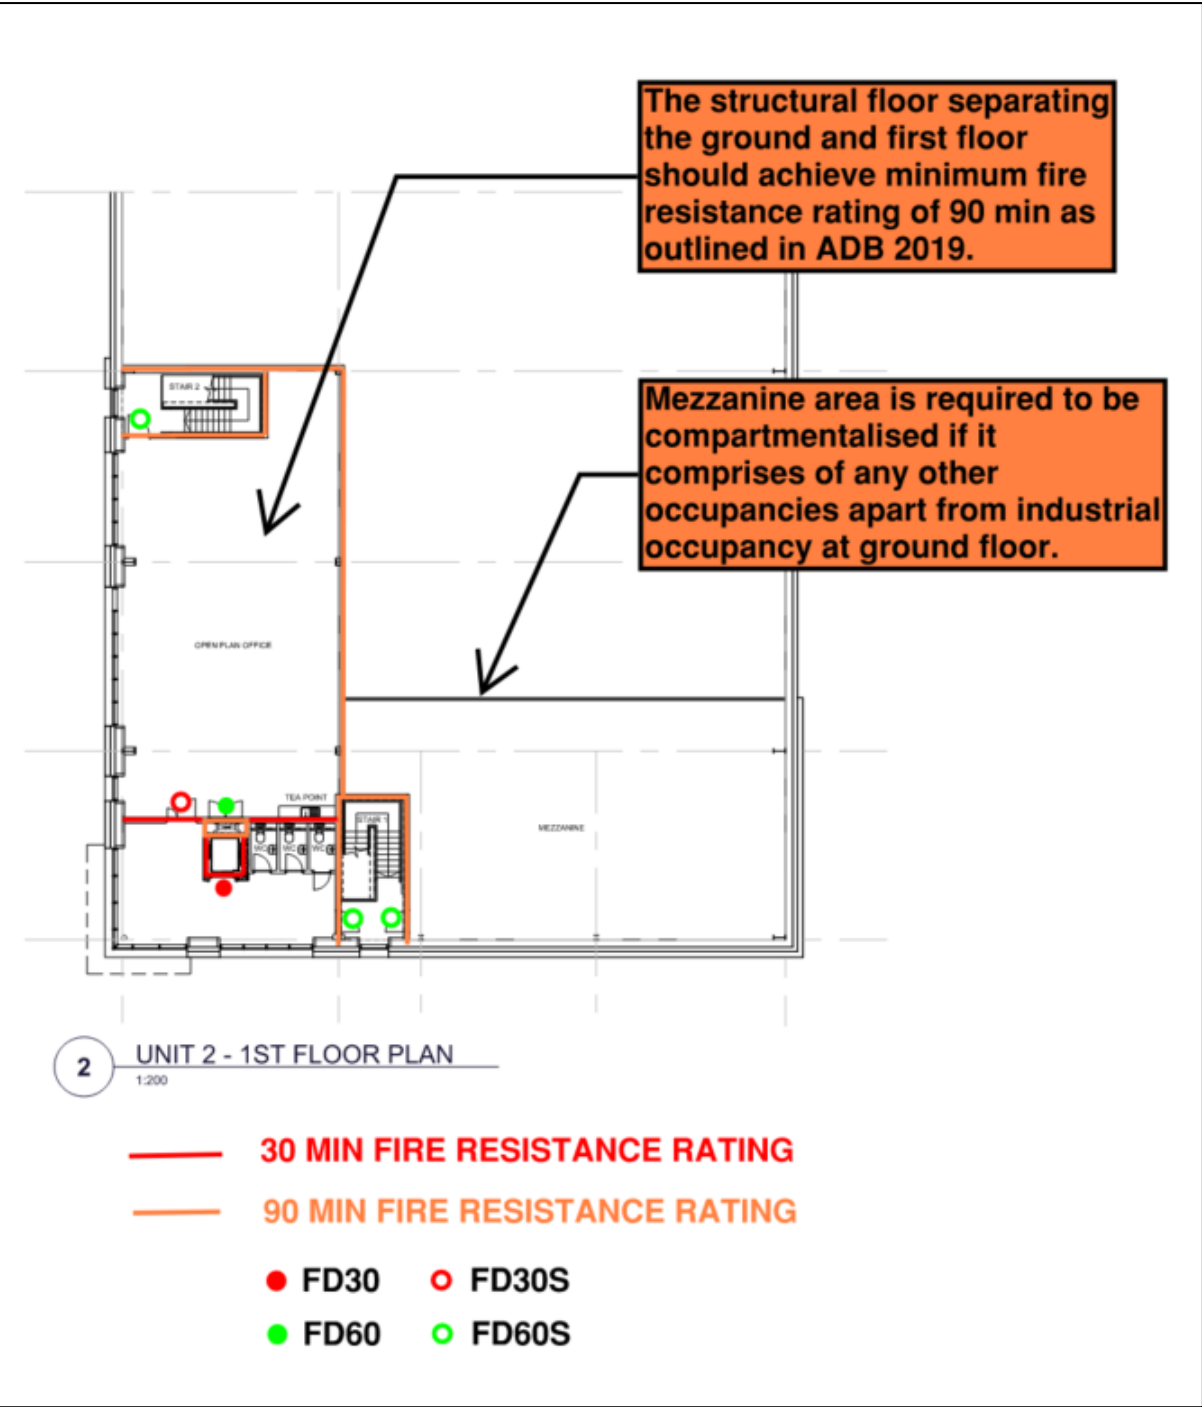 The structural floor separating
the ground and first floor
should achieve minimum fire
resistance rating of 90 min as
outlined in ADB 2019.
STAIR 2
Mezzanine area is required to be
compartmentalised if it
comprises of any other
occupancies apart from industrial
occupancy at ground floor.
OPEN PLAN OFFICE
TEA POINT
STAIR 1
MEZZANINE
WC
WC
WC
2
UNIT 2 - 1ST FLOOR PLAN
1:200
30 MIN FIRE RESISTANCE RATING
90 MIN FIRE RESISTANCE RATING
FD30
FD30S
FD60
FD60S